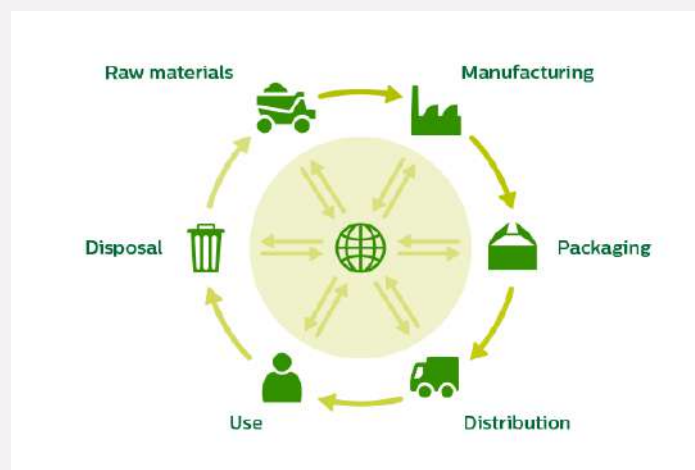 Raw materials
Manufacturing
Disposal
Packaging
Use
Distribution